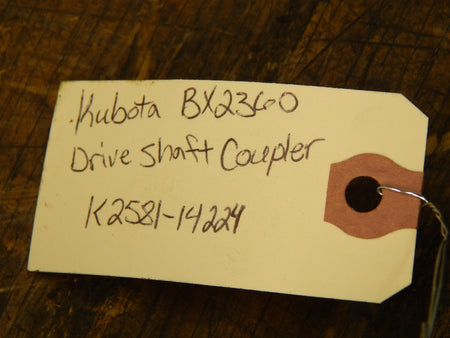 Kubota BX2360
Drive Shaft Coupler
K2581-14224